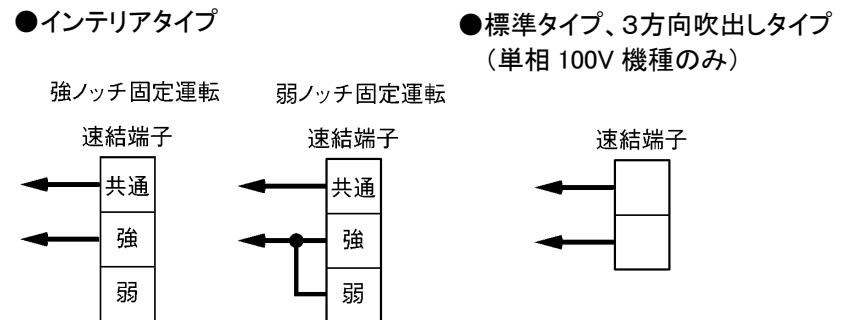 ●インテリアタイプ
強ノッチ固定運転
速結端子
共通
強
弱
弱ノッチ固定運転
速結端子
共通
強
弱
●標準タイプ、3方向吹出しタイプ
（単相 100V 機種のみ）
速結端子